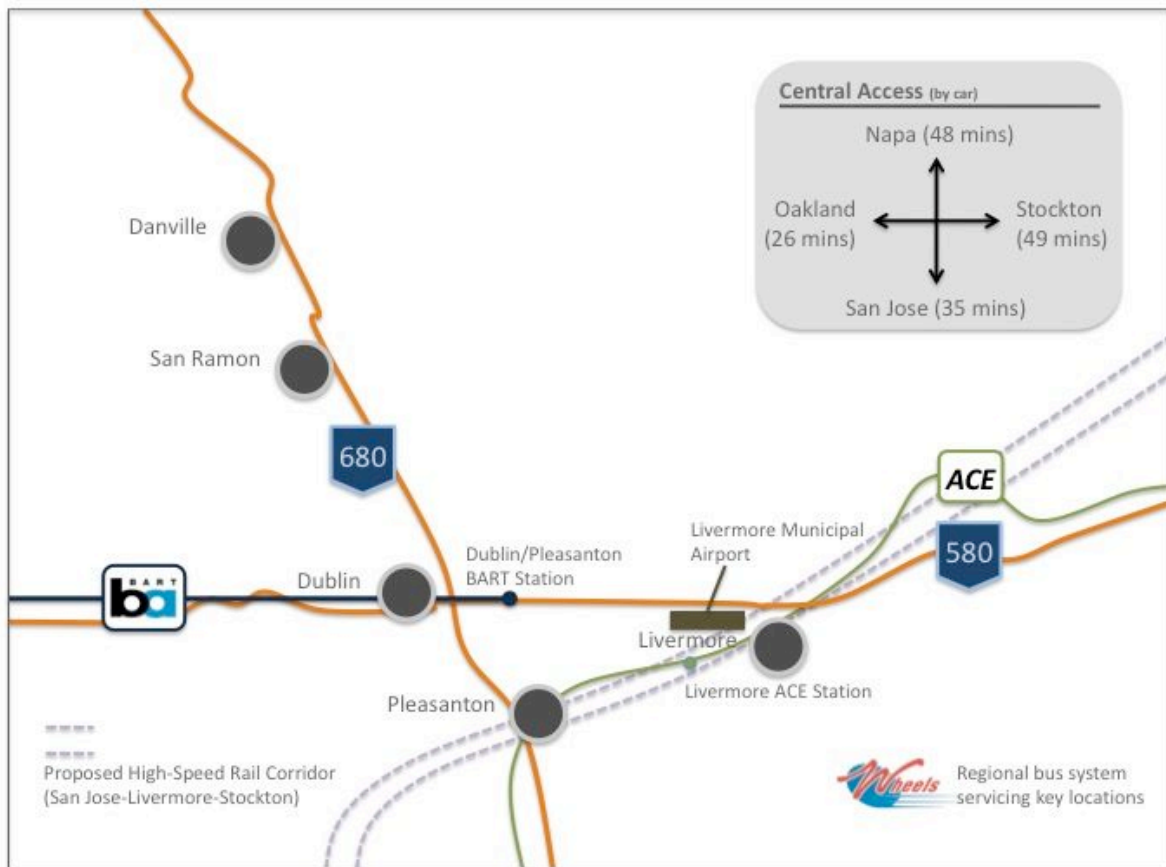 Central Access (by car)
Napa (48 mins)
Oakland
(26 mins)
Stockton
(49 mins)
San Jose (35 mins)
Danville
San Ramon
680
ACE
Livermore Municipal
Airport
580
Dublin/Pleasanton
BART Station
Dublin
BART
ba
Livermore
Livermore ACE Station
Pleasanton
Proposed High-Speed Rail Corridor
(San Jose-Livermore-Stockton)
Wheels
Regional bus system
servicing key locations